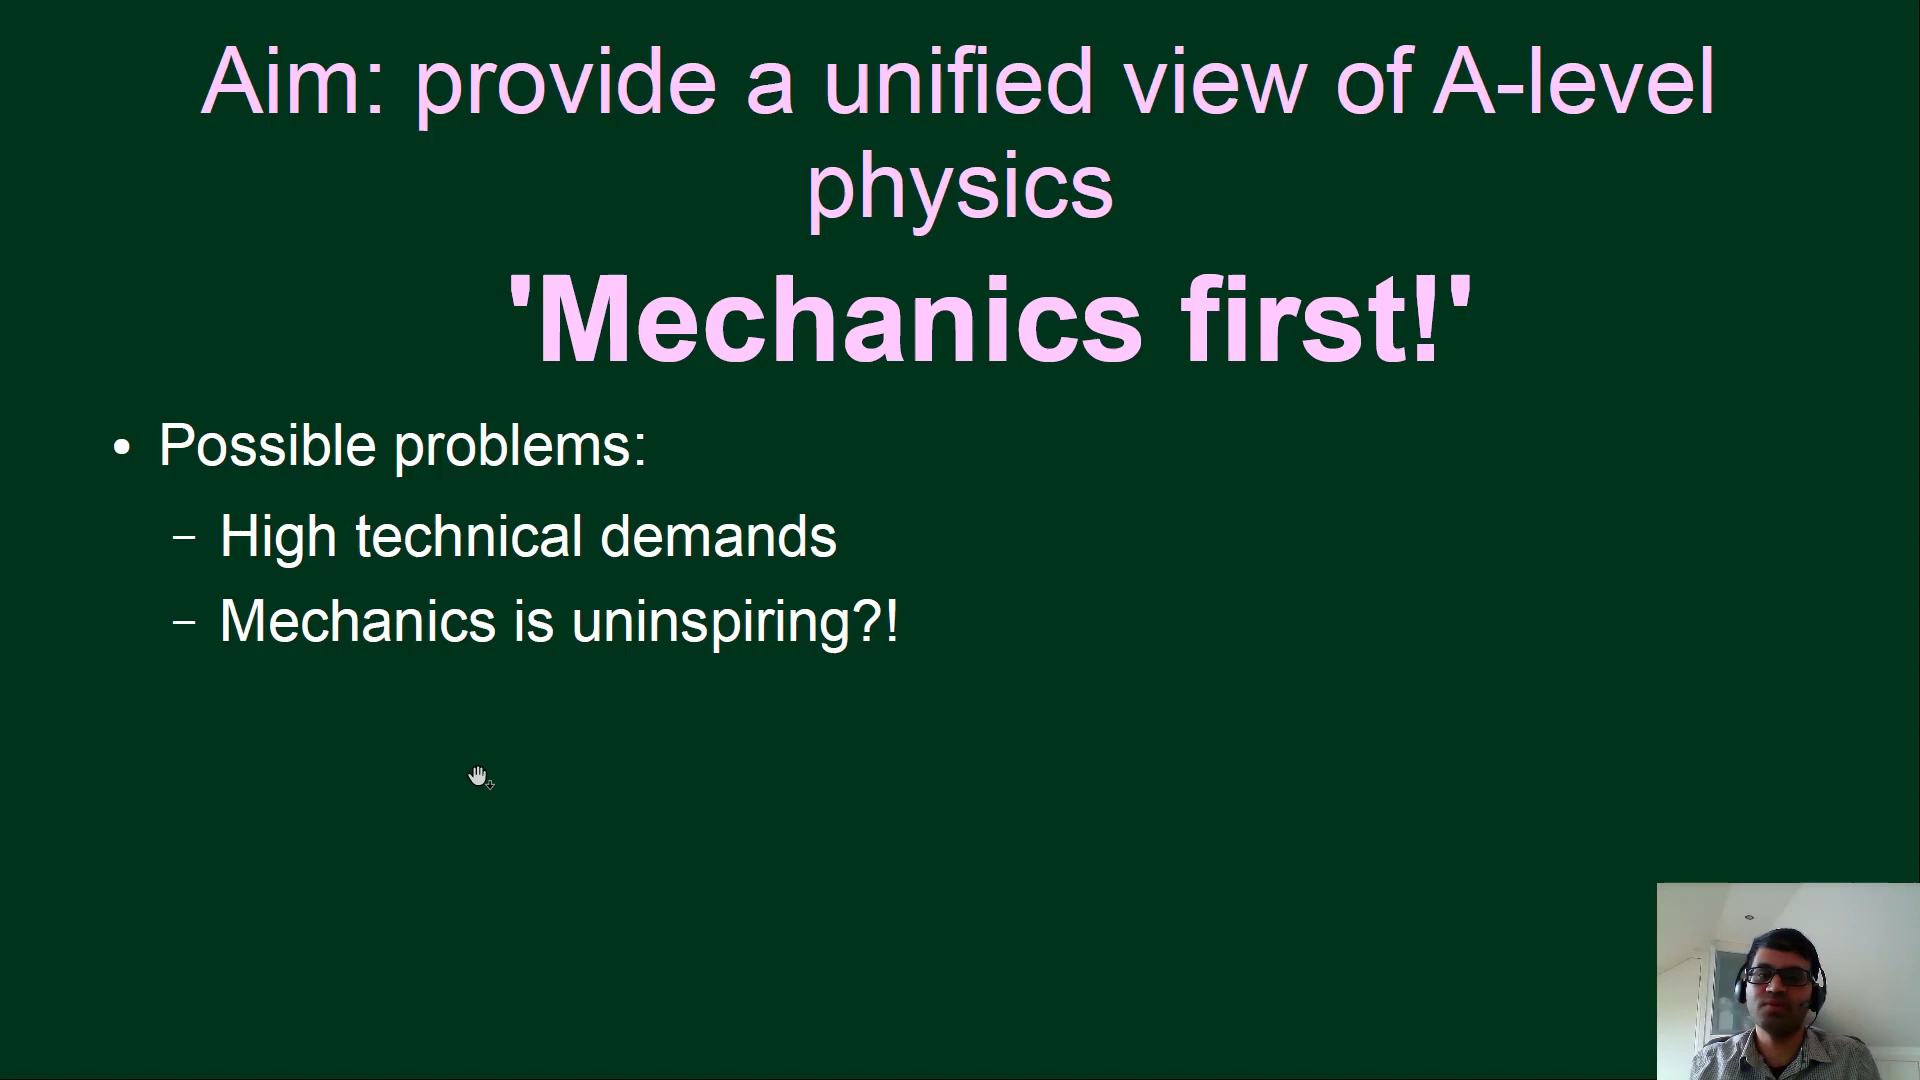 Aim: provide a unified view of A-level
physics
'Mechanics first!'
• Possible problems:
– High technical demands
– Mechanics is uninspiring?!